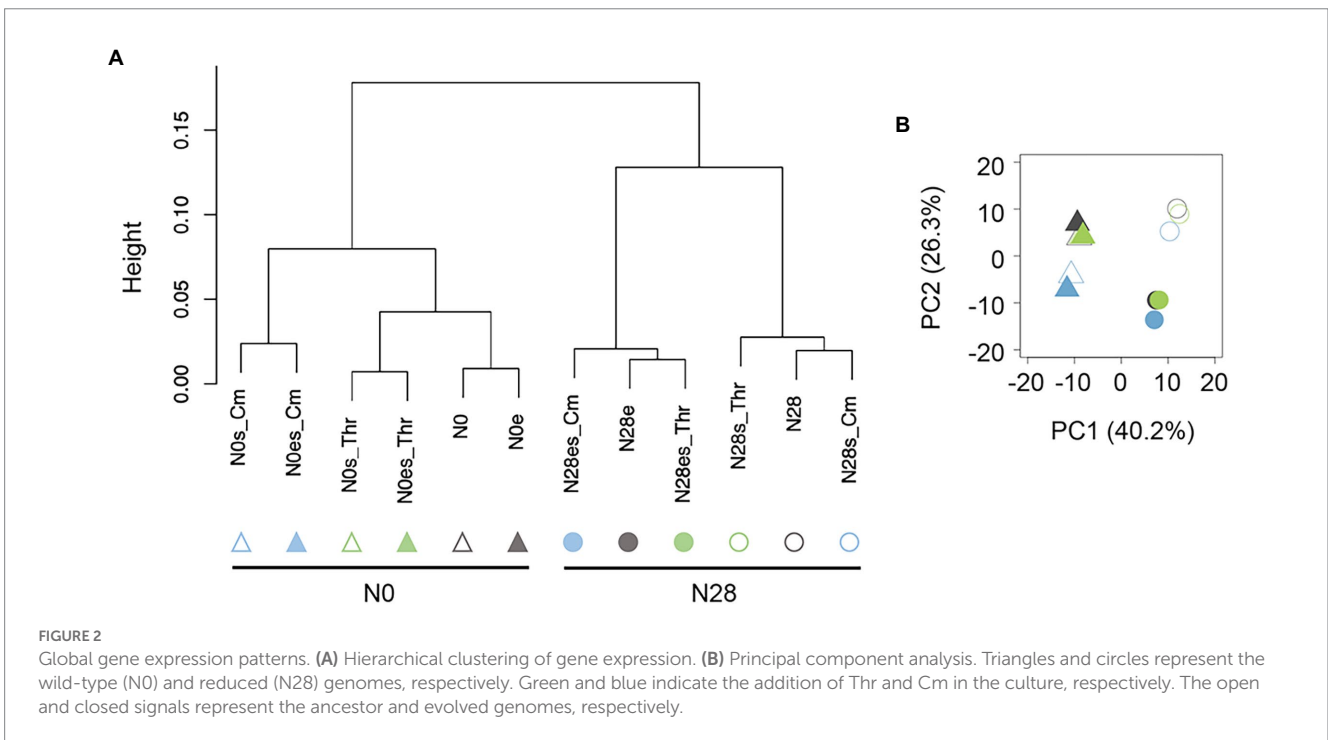 A
Height
0.15
0.10
0.05
0.00
N0s_Cm
N0es_Cm
N0s_Thr
N0es_Thr
N0
N0e
N28es_Cm
N28e
N28es_Thr
N28s_Thr
N28
N28s_Cm
N0
N28
B
PC2 (26.3%)
20
10
0
-10
-20
-20 -10 0 10 20
PC1 (40.2%)
FIGURE 2
Global gene expression patterns. (A) Hierarchical clustering of gene expression. (B) Principal component analysis. Triangles and circles represent the
wild-type (N0) and reduced (N28) genomes, respectively. Green and blue indicate the addition of Thr and Cm in the culture, respectively. The open
and closed signals represent the ancestor and evolved genomes, respectively.